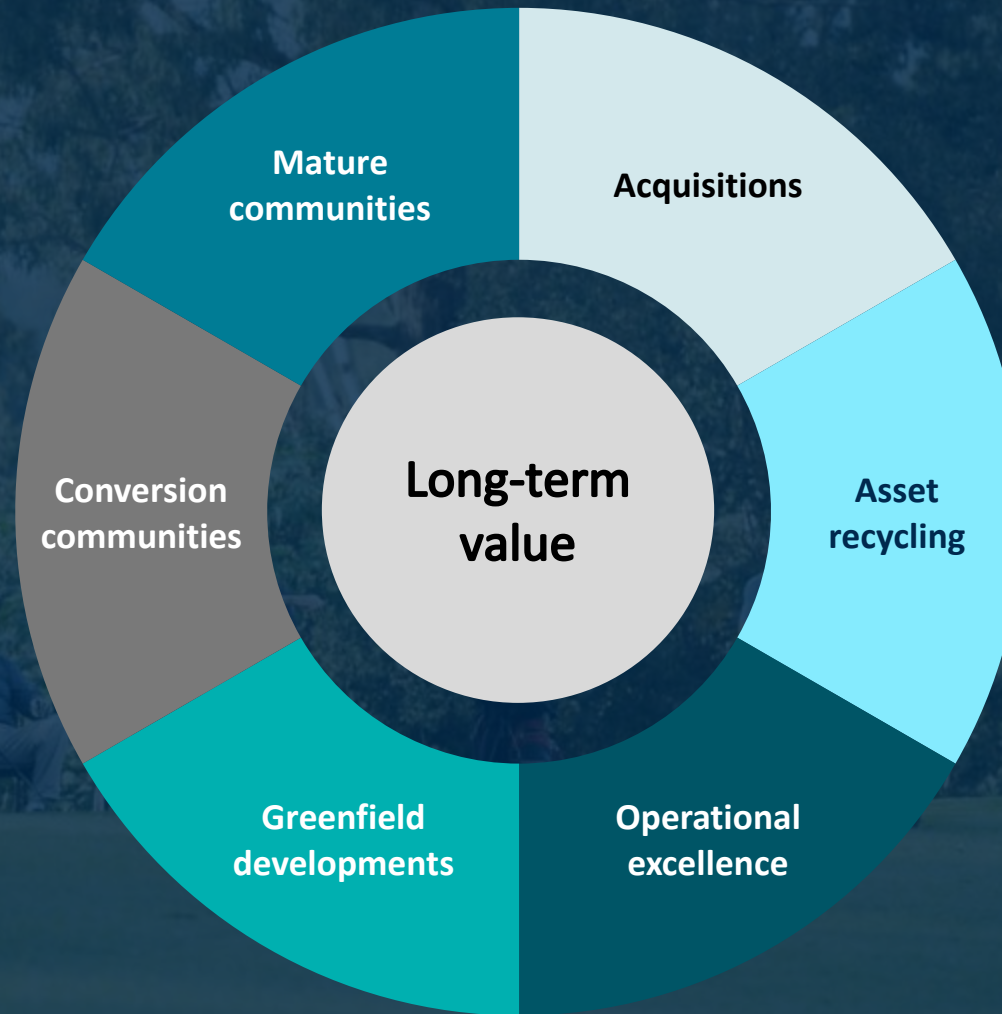 Mature
communities
Acquisitions
Conversion
communities
Long-term
value
Asset
recycling
Greenfield
developments
Operational
excellence